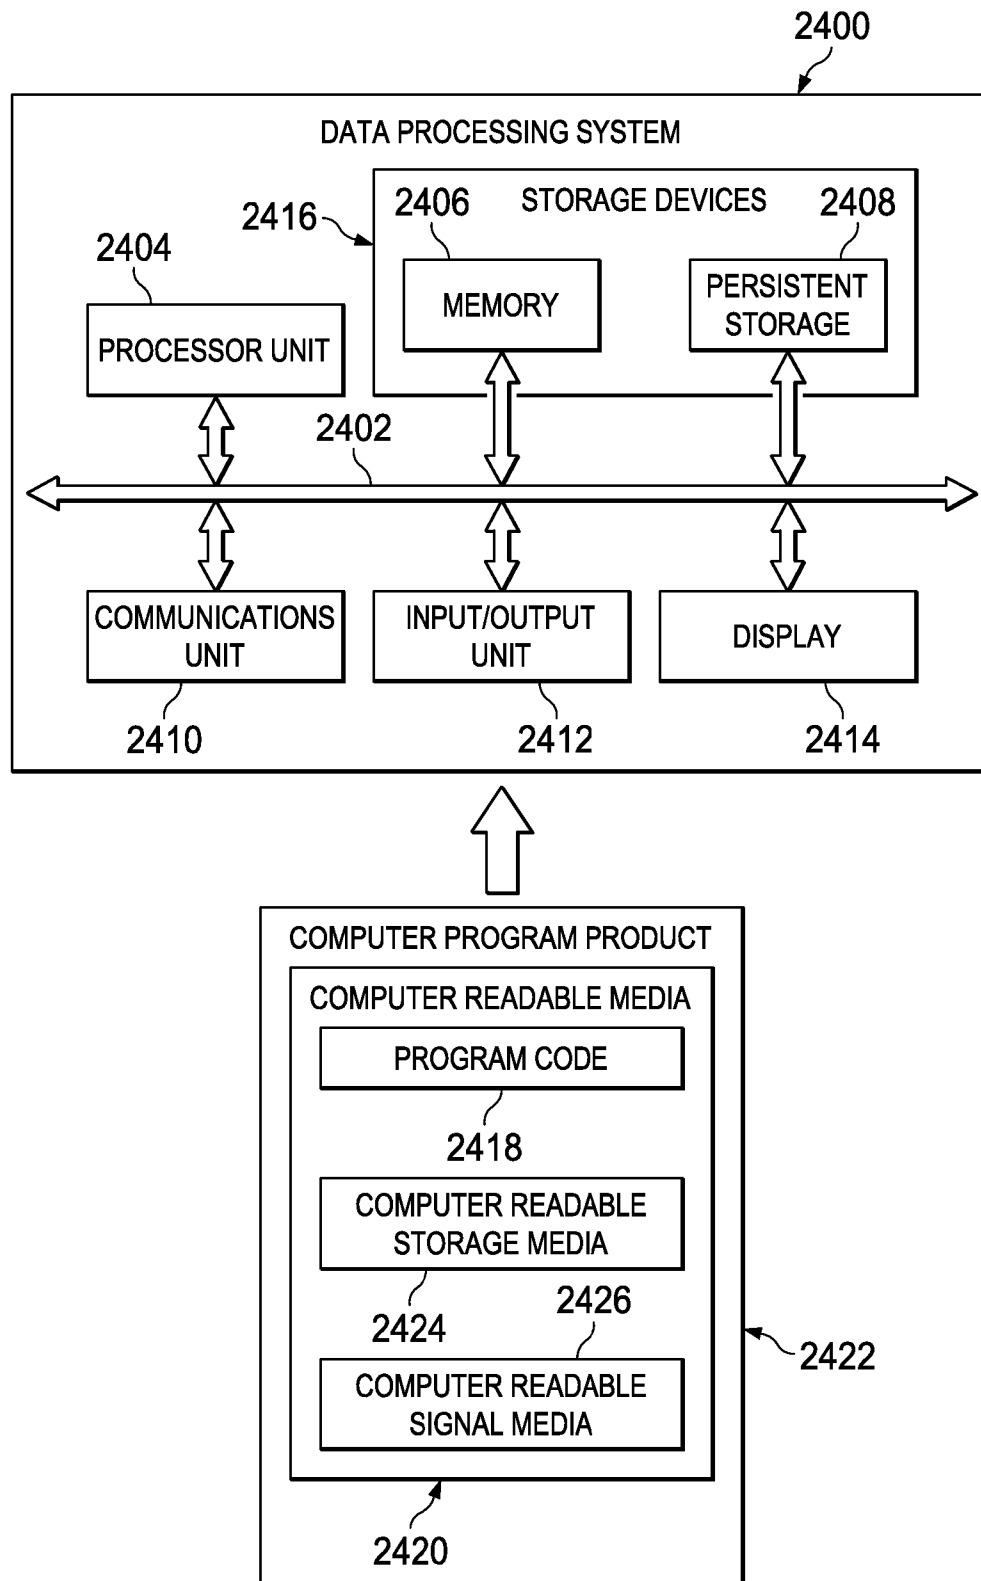 2400
DATA PROCESSING SYSTEM
2416
2406
STORAGE DEVICES
2408
2404
MEMORY
PERSISTENT
STORAGE
PROCESSOR UNIT
2402
COMMUNICATIONS
UNIT
INPUT/OUTPUT
UNIT
DISPLAY
2410
2412
2414
COMPUTER PROGRAM PRODUCT
COMPUTER READABLE MEDIA
PROGRAM CODE
2418
COMPUTER READABLE
STORAGE MEDIA
2424
2426
2422
COMPUTER READABLE
SIGNAL MEDIA
2420